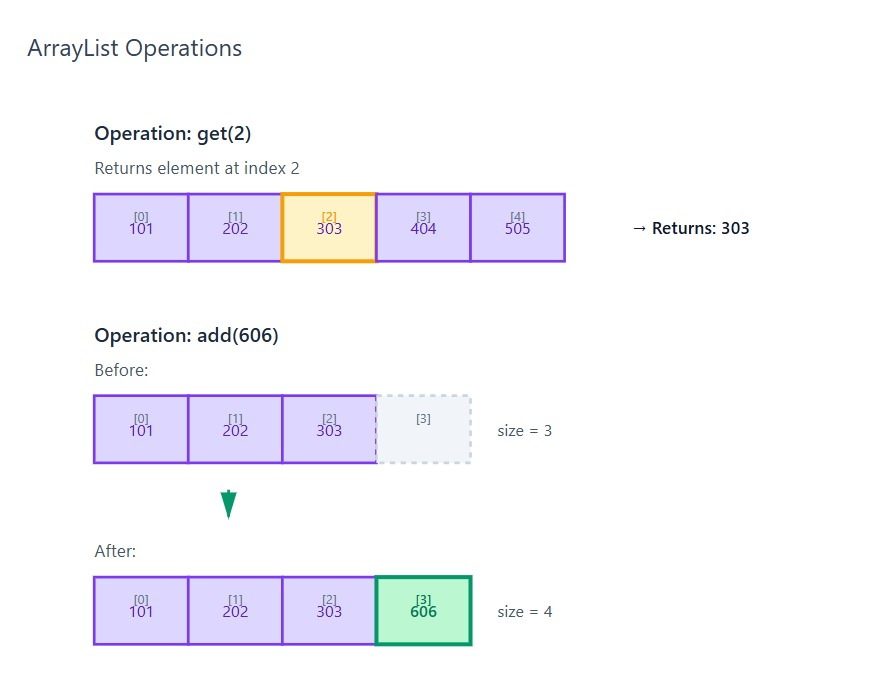 ArrayList Operations
Operation: get(2)
Returns element at index 2
[0] [1] [2] [3] [4]
101 202 303 404 505
→ Returns: 303
Operation: add(606)
Before:
[0] [1] [2] [3]
101 202 303
size = 3
After:
[0] [1] [2] [3]
101 202 303 606
size = 4